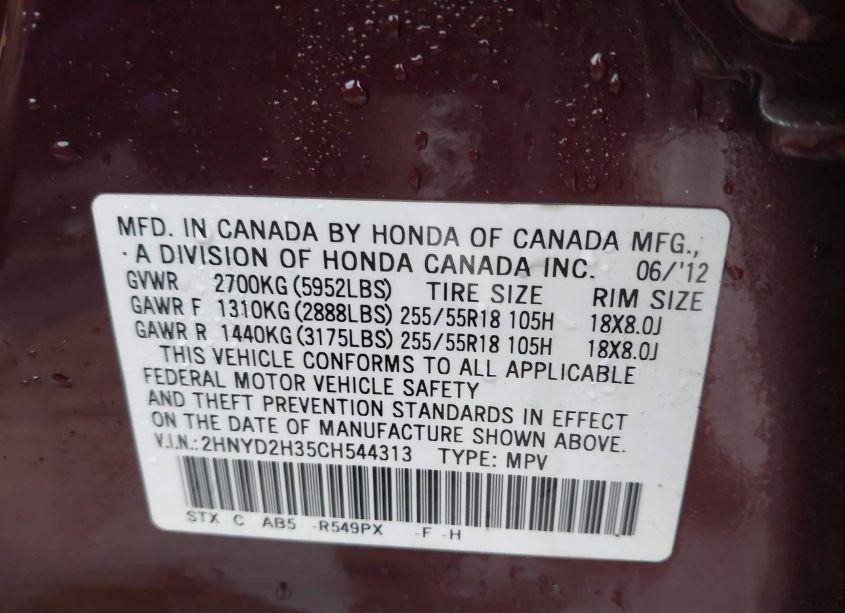 MFD. IN CANADA BY HONDA OF CANADA MFG.,
A DIVISION OF HONDA CANADA INC. 06/'12
GVWR 2700KG (5952LBS) TIRE SIZE RIM SIZE
GAWR F 1310KG (2888LBS) 255/55R18 105H 18X8.0J
GAWR R 1440KG (3175LBS) 255/55R18 105H 18X8.0J
THIS VEHICLE CONFORMS TO ALL APPLICABLE
FEDERAL MOTOR VEHICLE SAFETY
AND THEFT PREVENTION STANDARDS IN EFFECT
ON THE DATE OF MANUFACTURE SHOWN ABOVE.
V.I.N.:2HNYD2H35CH544313 TYPE: MPV
STX C AB5 -R549PX -F -H